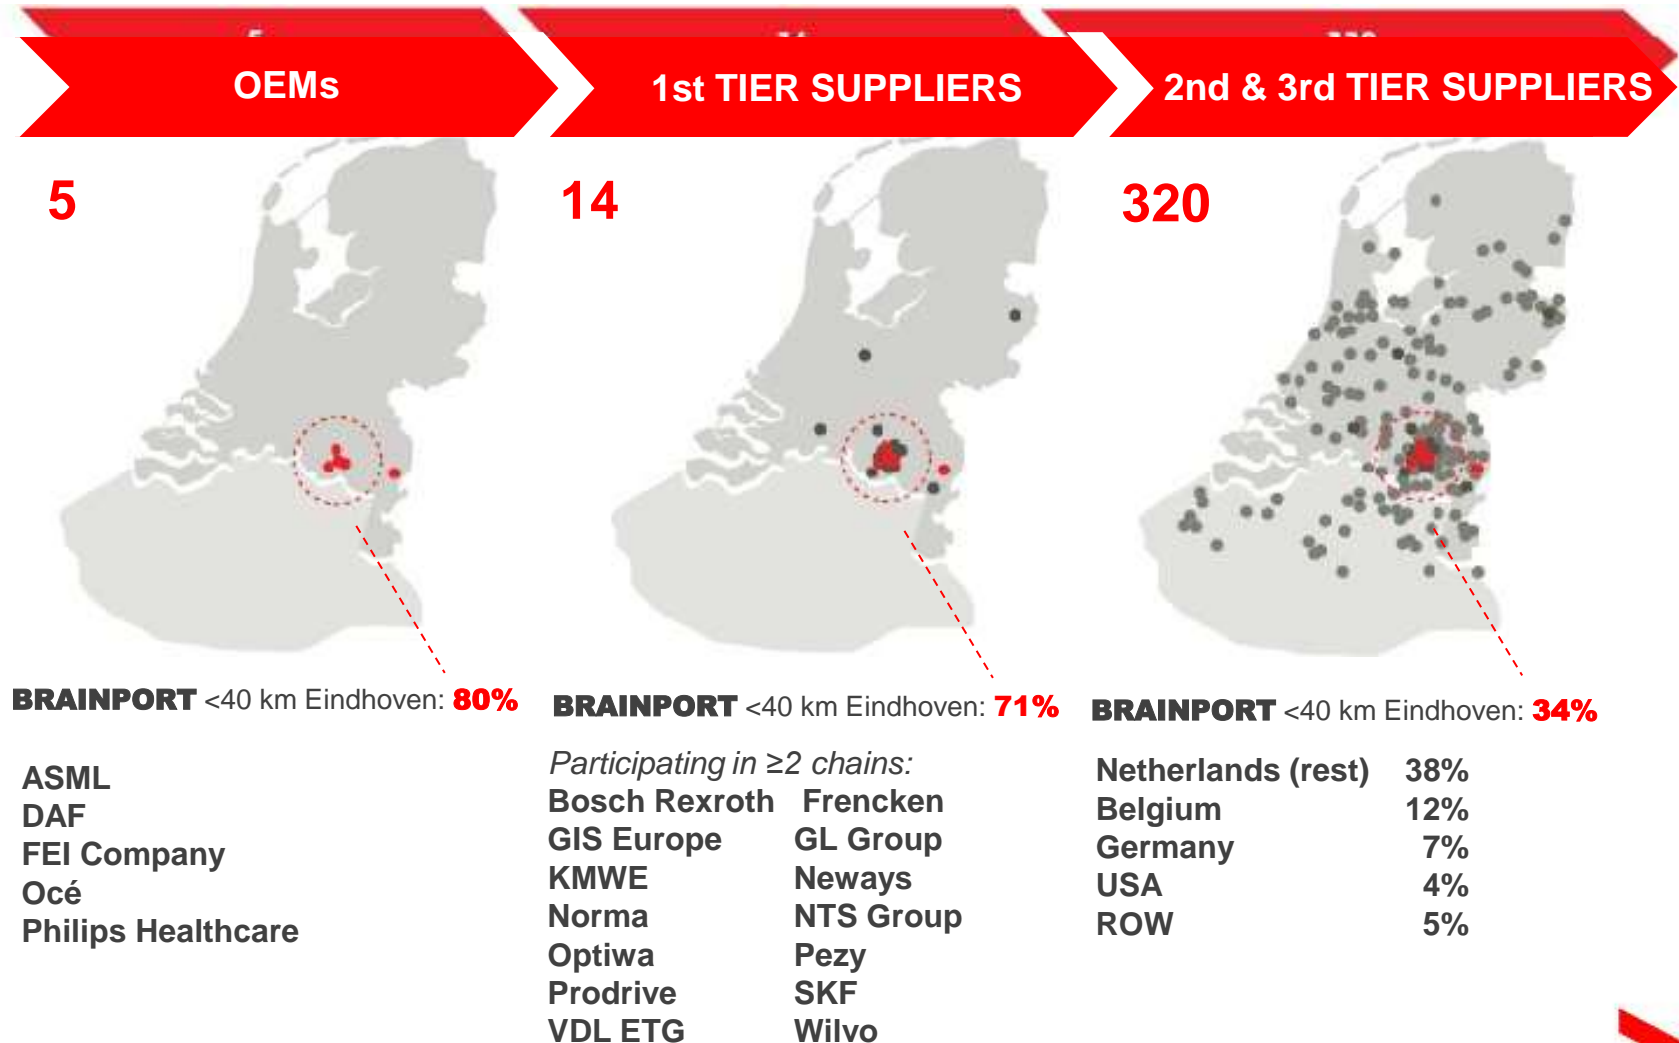 OEMs
1st TIER SUPPLIERS
2nd & 3rd TIER SUPPLIERS
5
14
320
BRAINPORT <40 km Eindhoven: 80%
ASML
DAF
FEI Company
Océ
Philips Healthcare
BRAINPORT <40 km Eindhoven: 71%
Participating in ≥2 chains:
Bosch Rexroth Frencken
GIS Europe GL Group
KMWE Neways
Norma NTS Group
Optiwa Pezy
Prodrive SKF
VDL ETG Wilvo
BRAINPORT <40 km Eindhoven: 34%
Netherlands (rest) 38%
Belgium 12%
Germany 7%
USA 4%
ROW 5%